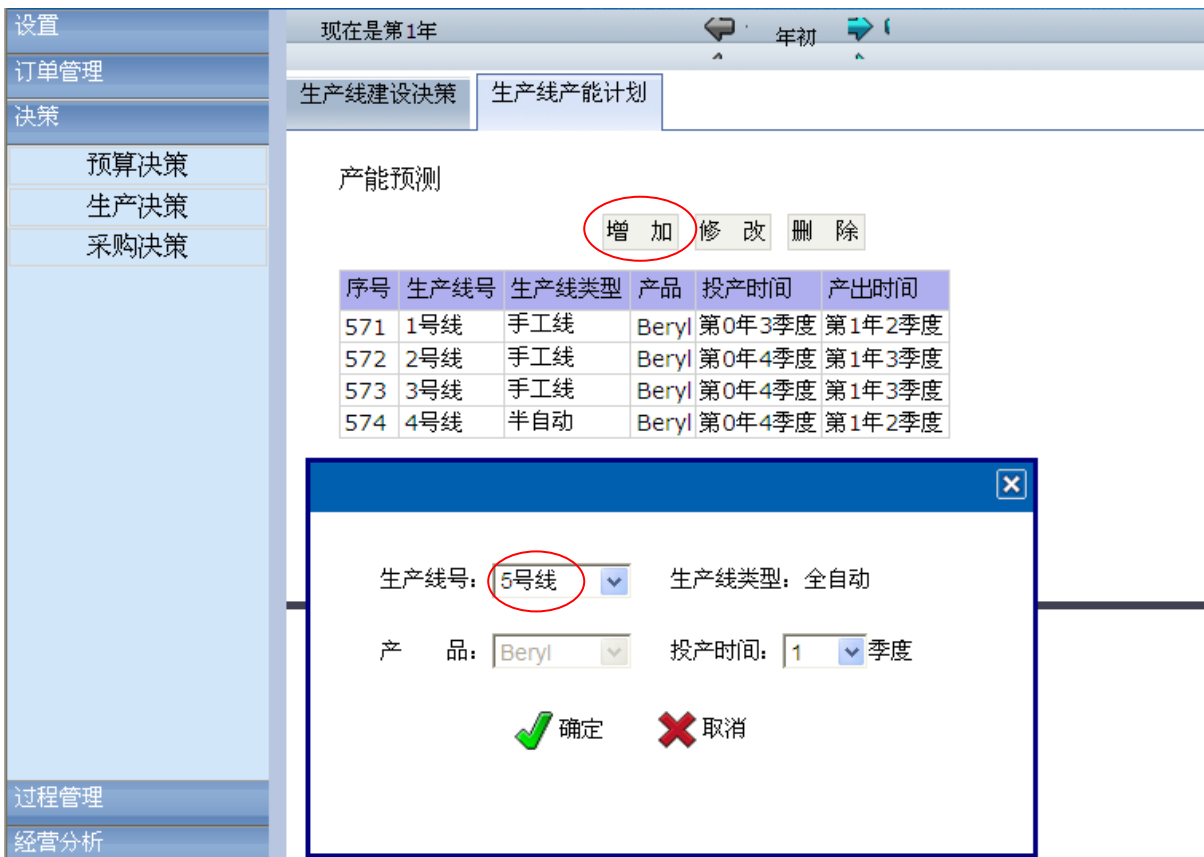 设置
订单管理
决策
预算决策
生产决策
采购决策
过程管理
经营分析
现在是第1年
年初
生产线建设决策 生产线产能计划
产能预测
增 加 修 改 删 除
序号 生产线号 生产线类型 产品 投产时间 产出时间
571 1号线 手工线 Beryl 第0年3季度 第1年2季度
572 2号线 手工线 Beryl 第0年4季度 第1年3季度
573 3号线 手工线 Beryl 第0年4季度 第1年3季度
574 4号线 半自动 Beryl 第0年4季度 第1年2季度
生产线号: 5号线 生产线类型: 全自动
产 品: Beryl 投产时间: 1 季度
确定 取消